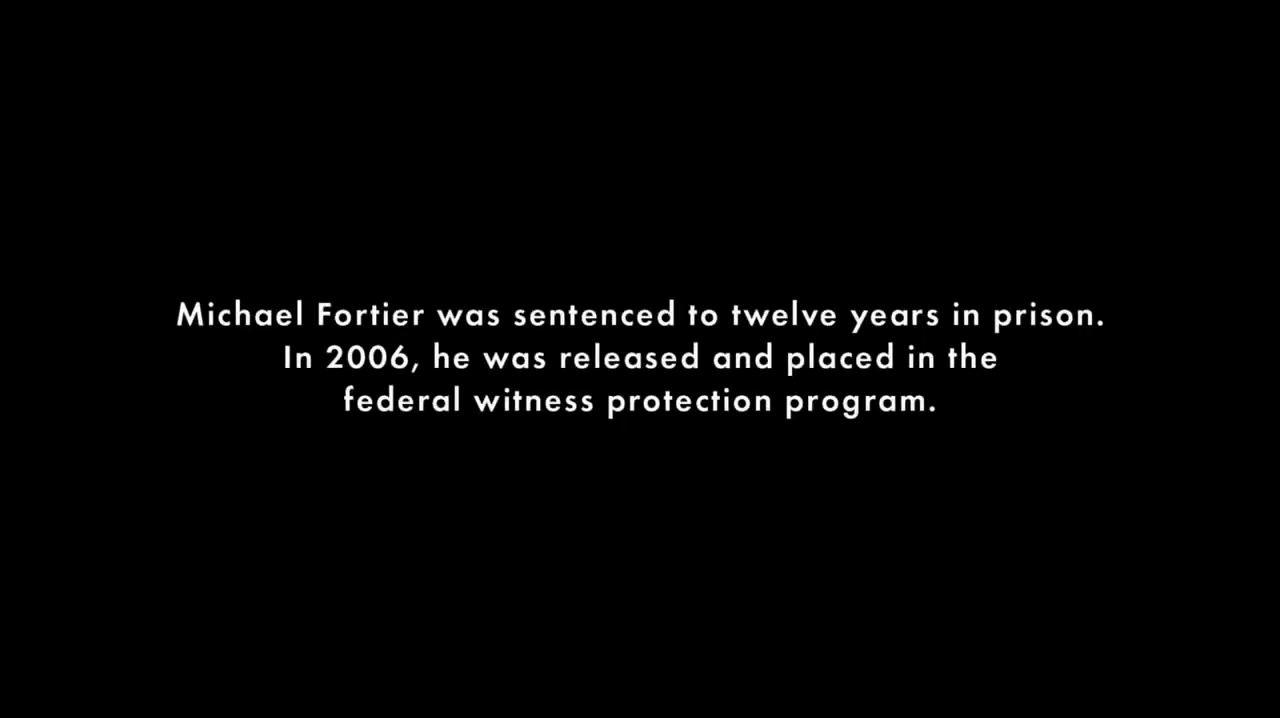 Michael Fortier was sentenced to twelve years in prison.
In 2006, he was released and placed in the
federal witness protection program.